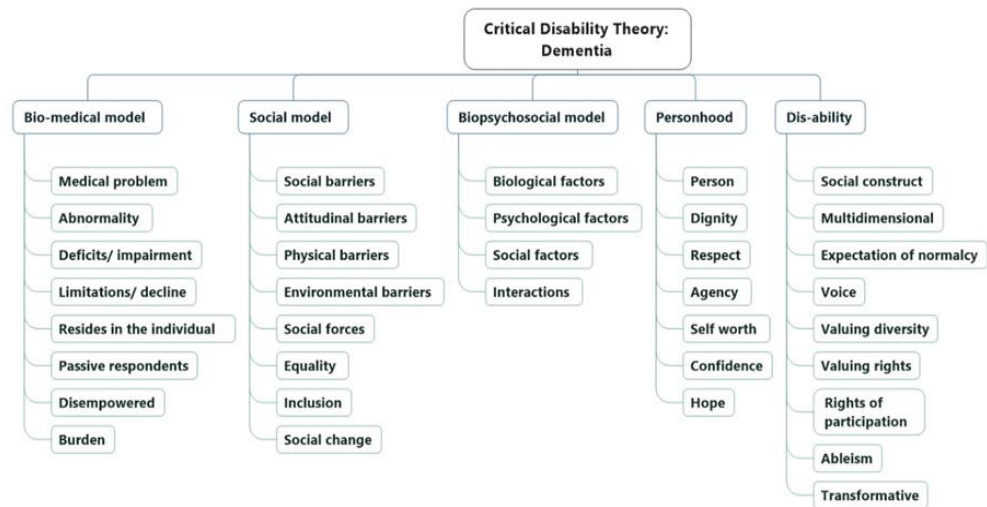 Critical Disability Theory:
Dementia
Bio-medical model
Social model
Biopsychosocial model
Personhood
Dis-ability
Medical problem
Abnormality
Deficits/ impairment
Limitations/ decline
Resides in the individual
Passive respondents
Disempowered
Burden
Social barriers
Attitudinal barriers
Physical barriers
Environmental barriers
Social forces
Equality
Inclusion
Social change
Biological factors
Psychological factors
Social factors
Interactions
Person
Dignity
Respect
Agency
Self worth
Confidence
Hope
Social construct
Multidimensional
Expectation of normalcy
Voice
Valuing diversity
Valuing rights
Rights of
participation
Ableism
Transformative